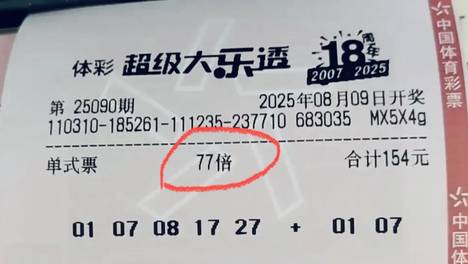 体彩 超级大乐透 18周年 2007 2025
第 25090期 2025年08月09日开奖
110310-185261-111235-237710 683035 MX5X4g
单式票 77倍 合计154元
01 07 08 17 27 + 01 07
中国体育彩票
中国体